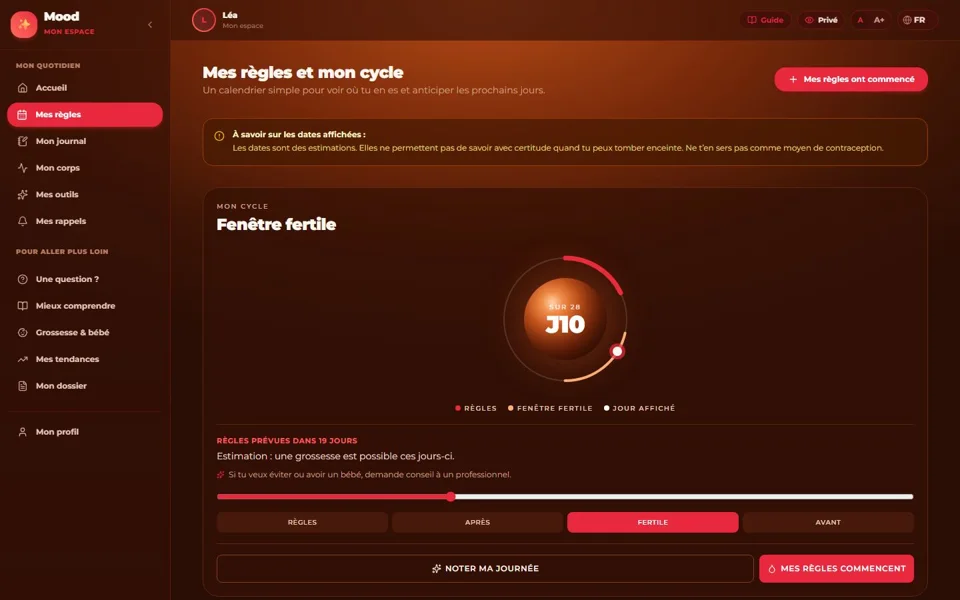 Mood
MON ESPACE
L
Léa
Mon espace
Guide
Privé
A
A+
FR
MON QUOTIDIEN
Accueil
Mes règles
Mon journal
Mon corps
Mes outils
Mes rappels
POUR ALLER PLUS LOIN
Une question ?
Mieux comprendre
Grossesse & bébé
Mes tendances
Mon dossier
Mon profil
Mes règles et mon cycle
Un calendrier simple pour voir où tu en es et anticiper les prochains jours.
Mes règles ont commencé
À savoir sur les dates affichées :
Les dates sont des estimations. Elles ne permettent pas de savoir avec certitude quand tu peux tomber enceinte. Ne t'en sers pas comme moyen de contraception.
MON CYCLE
Fenêtre fertile
SUR 28
J10
RÈGLES
FENÊTRE FERTILE
JOUR AFFICHÉ
RÈGLES PRÉVUES DANS 19 JOURS
Estimation : une grossesse est possible ces jours-ci.
Si tu veux éviter ou avoir un bébé, demande conseil à un professionnel.
RÈGLES
APRÈS
FERTILE
AVANT
NOTER MA JOURNÉE
MES RÈGLES COMMENCENT